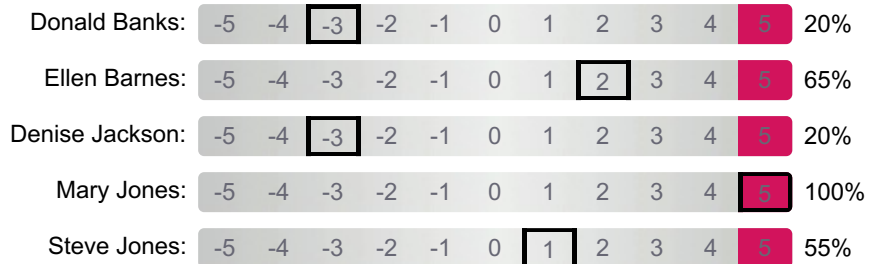 Donald Banks: -5 -4 -3 -2 -1 0 1 2 3 4 5 20%
Ellen Barnes: -5 -4 -3 -2 -1 0 1 2 3 4 5 65%
Denise Jackson: -5 -4 -3 -2 -1 0 1 2 3 4 5 20%
Mary Jones: -5 -4 -3 -2 -1 0 1 2 3 4 5 100%
Steve Jones: -5 -4 -3 -2 -1 0 1 2 3 4 5 55%